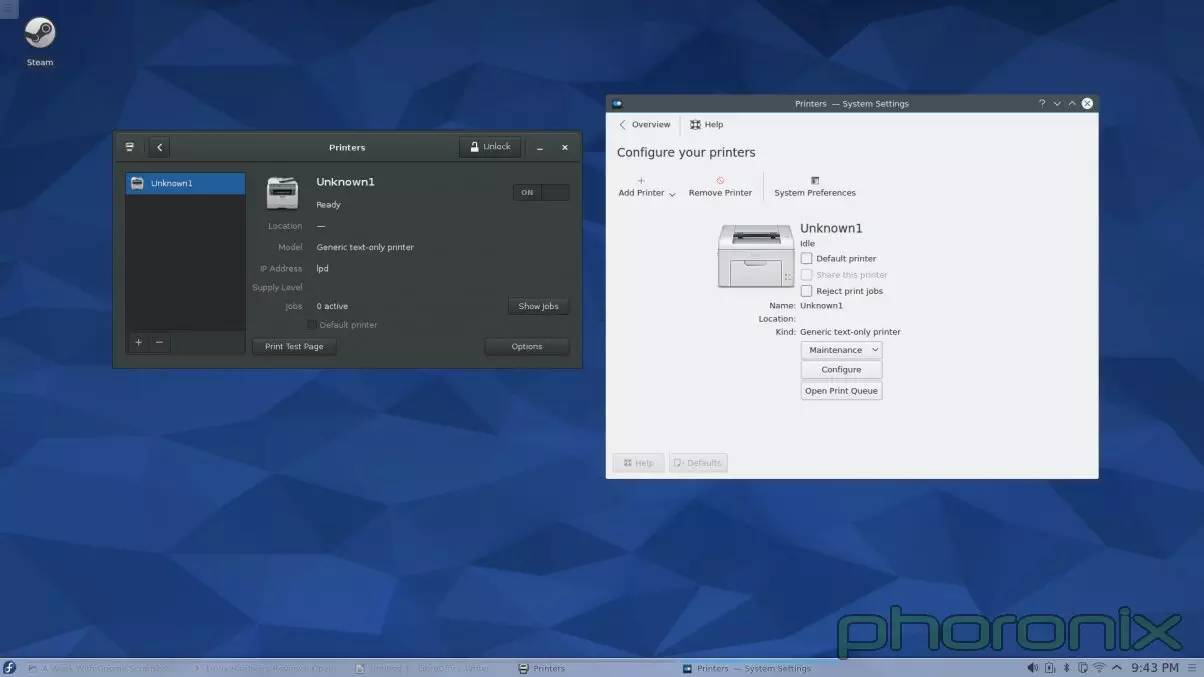 Steam
Printers
Unlock
Unknown1
Unknown1
Ready
ON
Location —
Model Generic text-only printer
IP Address lpd
Supply Level
Jobs 0 active
Show Jobs
Default printer
+ −
Print Test Page
Options
Printers — System Settings
Overview
Help
Configure your printers
Add Printer
Remove Printer
System Preferences
Unknown1
Idle
Default printer
Share this printer
Reject print jobs
Name: Unknown1
Location:
Kind: Generic text-only printer
Maintenance
Configure
Open Print Queue
Help
Defaults
phoronix
Printers
Printers — System Settings
9:43 PM